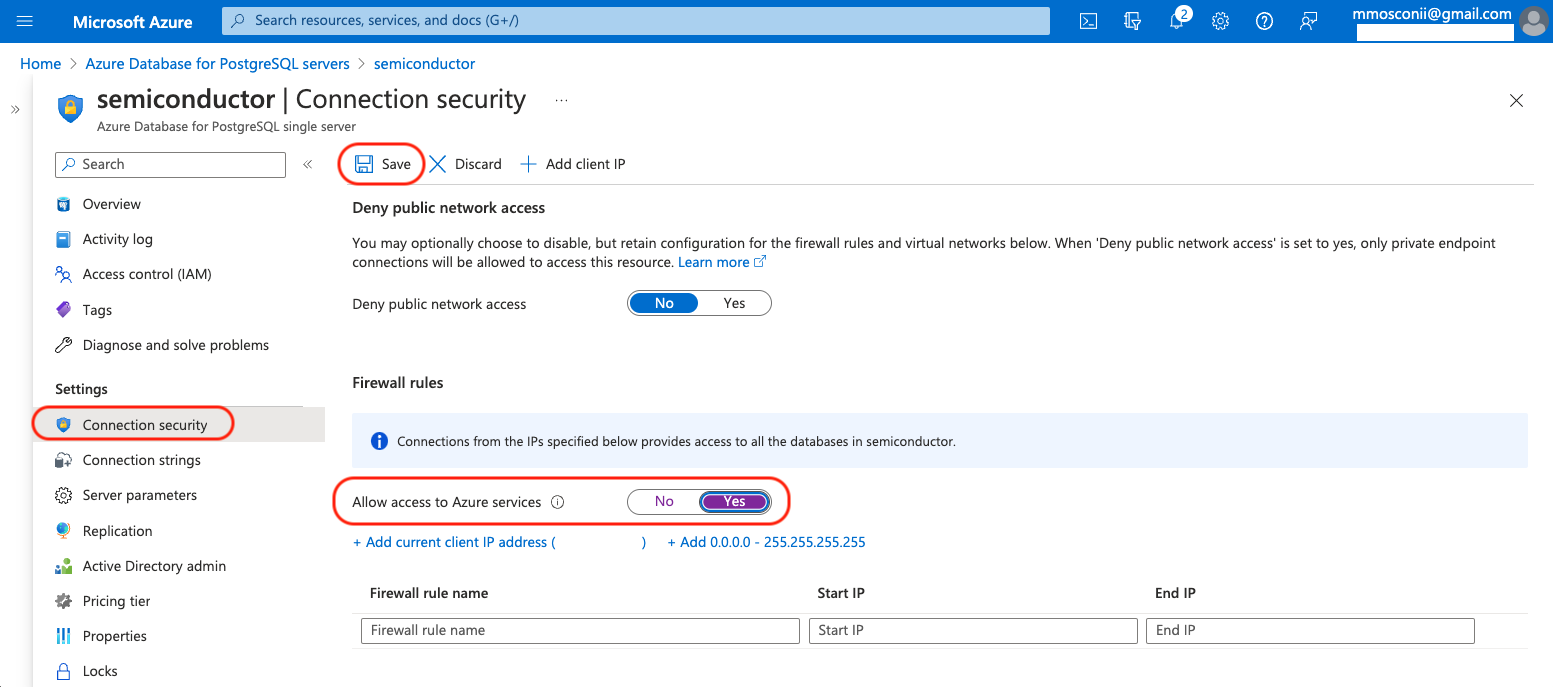 Microsoft Azure
Search resources, services, and docs (G+/)
2
mmosconii@gmail.com
Home > Azure Database for PostgreSQL servers > semiconductor
»
semiconductor | Connection security ...
Azure Database for PostgreSQL single server
Search
«
Save
Discard
+ Add client IP
Overview
Activity log
Access control (IAM)
Tags
Diagnose and solve problems
Settings
Connection security
Connection strings
Server parameters
Replication
Active Directory admin
Pricing tier
Properties
Locks
Deny public network access
You may optionally choose to disable, but retain configuration for the firewall rules and virtual networks below. When 'Deny public network access' is set to yes, only private endpoint
connections will be allowed to access this resource. Learn more
Deny public network access No Yes
Firewall rules
Connections from the IPs specified below provides access to all the databases in semiconductor.
Allow access to Azure services No Yes
+ Add current client IP address ( ) + Add 0.0.0.0 - 255.255.255.255
Firewall rule name Start IP End IP
Firewall rule name Start IP End IP